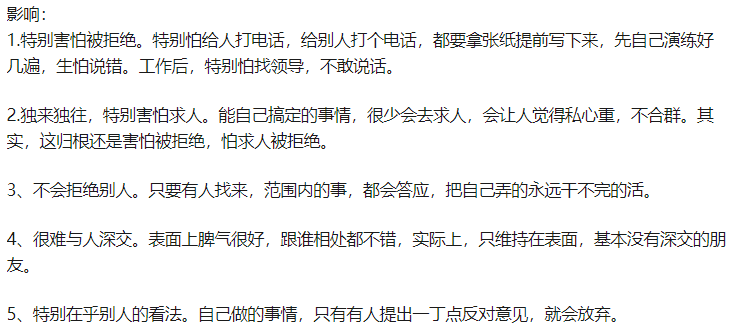 影响：
1.特别害怕被拒绝。特别怕给人打电话，给别人打个电话，都要拿张纸提前写下来，先自己演练好
几遍，生怕说错。工作后，特别怕找领导，不敢说话。
2.独来独往，特别害怕求人。能自己搞定的事情，很少会去求人，会让人觉得私心重，不合群。其
实，这归根还是害怕被拒绝，怕求人被拒绝。
3、不会拒绝别人。只要有人找来，范围内的事，都会答应，把自己弄的永远干不完的活。
4、很难与人深交。表面上脾气很好，跟谁相处都不错，实际上，只维持在表面，基本没有深交的朋
友。
5、特别在乎别人的看法。自己做的事情，只有有人提出一丁点反对意见，就会放弃。